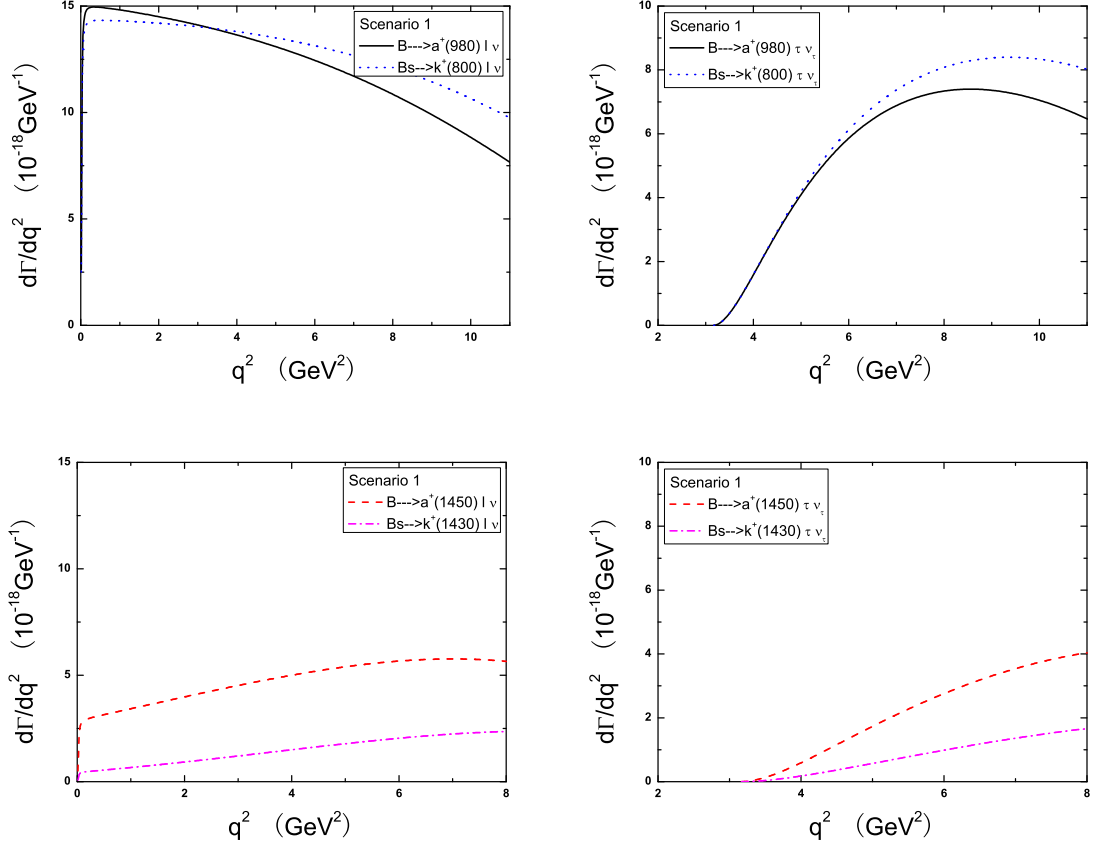 15
10
5
0
0 2 4 6 8 10
dΓ/dq² (10⁻¹⁸GeV⁻¹)
q² (GeV²)
Scenario 1
B--->a⁺(980) l ν
Bs-->k⁺(800) l ν
10
8
6
4
2
0
2 4 6 8 10
dΓ/dq² (10⁻¹⁸GeV⁻¹)
q² (GeV²)
Scenario 1
B--->a⁺(980) τ ν_τ
Bs-->k⁺(800) τ ν_τ
15
10
5
0
0 2 4 6 8
dΓ/dq² (10⁻¹⁸GeV⁻¹)
q² (GeV²)
Scenario 1
B--->a⁺(1450) l ν
Bs-->k⁺(1430) l ν
10
8
6
4
2
0
2 4 6 8
dΓ/dq² (10⁻¹⁸GeV⁻¹)
q² (GeV²)
Scenario 1
B--->a⁺(1450) τ ν_τ
Bs-->k⁺(1430) τ ν_τ